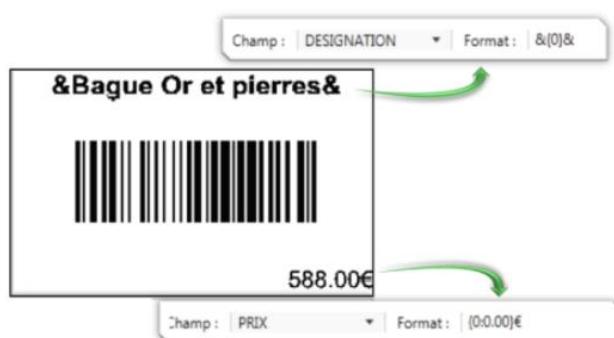 Champ : DESIGNATION Format : &{0}&
&Bague Or et pierres&
588.00€
Champ : PRIX Format : {0:0.00}€